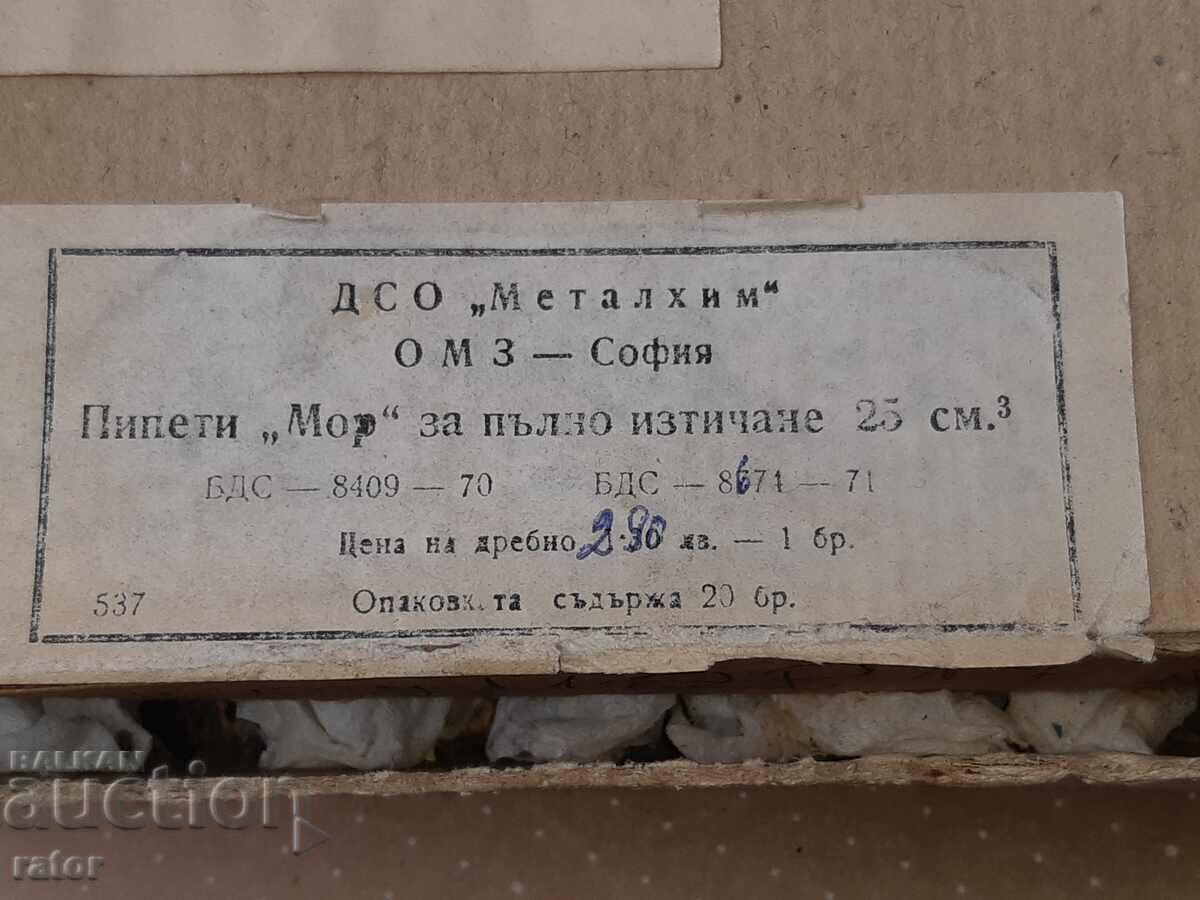 ДСО „Металхим“
ОМЗ — София
Пипети „Мор“ за пълно изтичане 25 см.³
БДС — 8409 — 70 БДС — 8671 — 71
Цена на дребно 2.90 лв. — 1 бр.
537 Опаковката съдържа 20 бр.
BALKAN
auction
rator